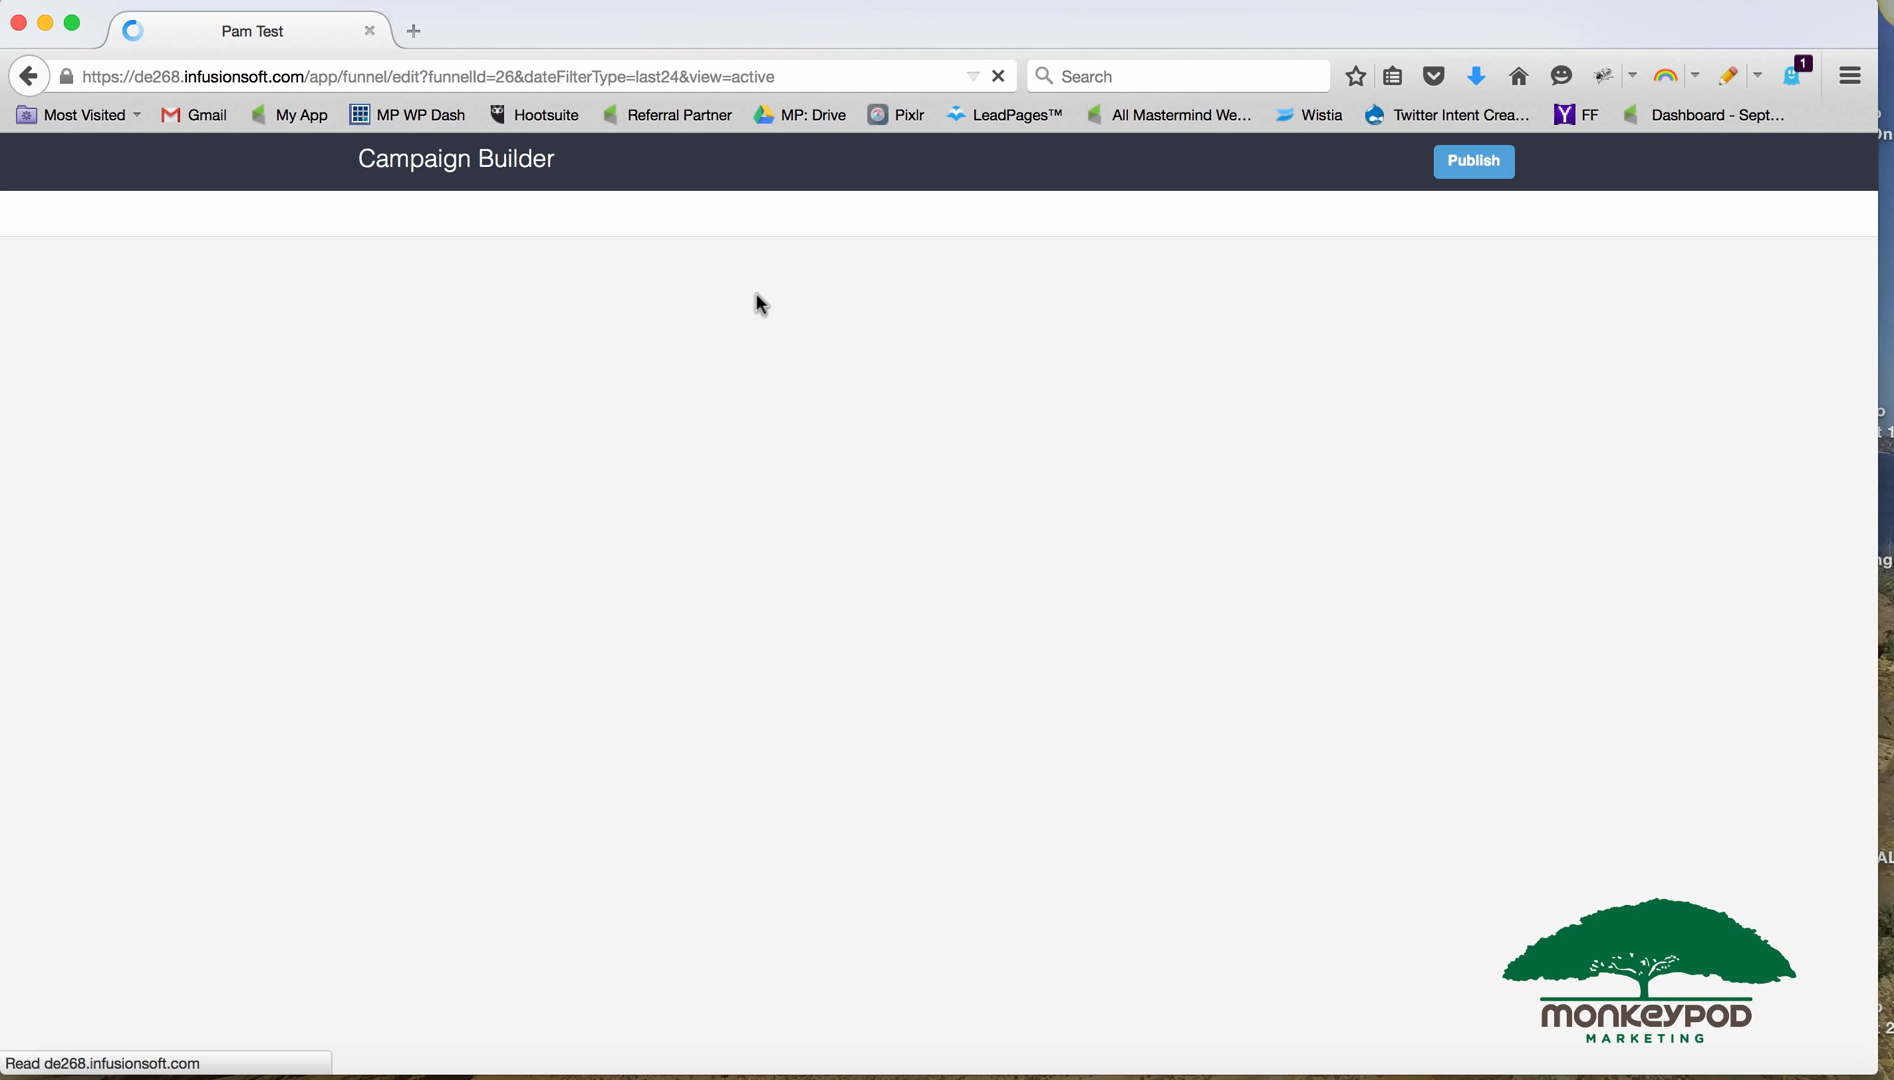 Pam Test
https://de268.infusionsoft.com/app/funnel/edit?funnelId=26&dateFilterType=last24&view=active
Search
1
Most Visited
Gmail
My App
MP WP Dash
Hootsuite
Referral Partner
MP: Drive
Pixlr
LeadPages™
All Mastermind We...
Wistia
Twitter Intent Crea...
FF
Dashboard - Sept...
Campaign Builder
Publish
MONKEYPOD
MARKETING
Read de268.infusionsoft.com